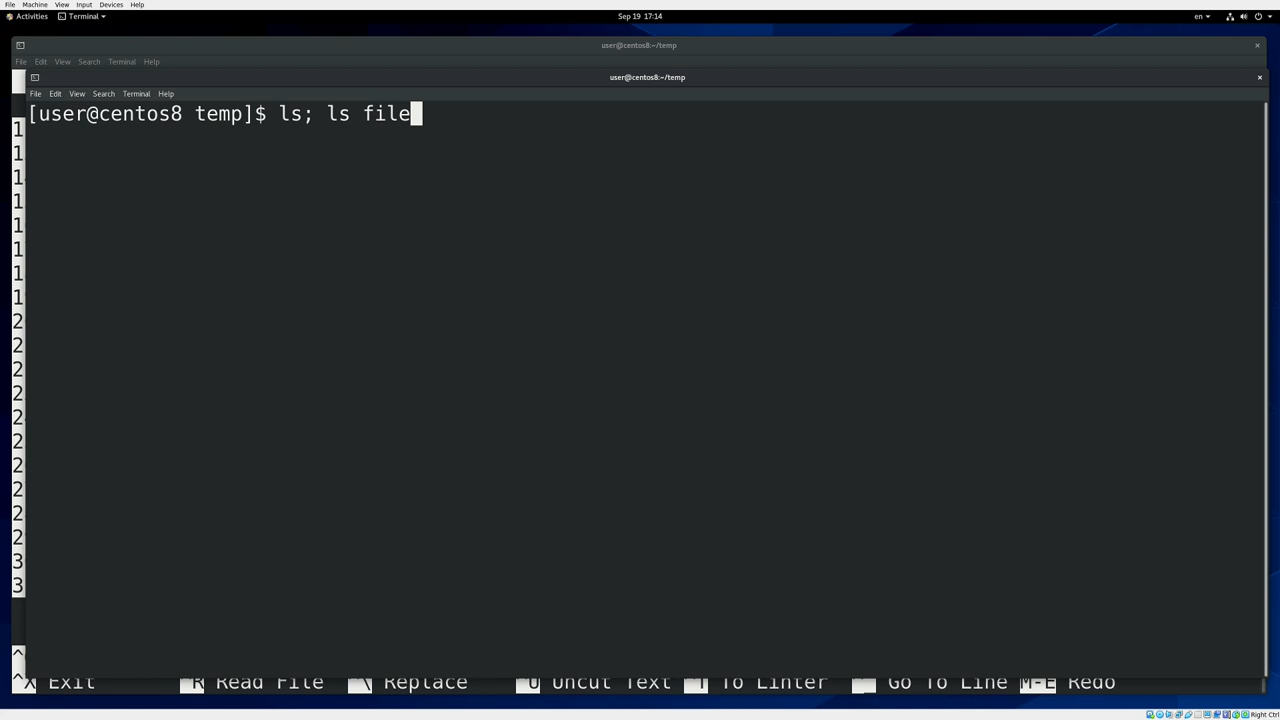 File Machine View Input Devices Help
Activities Terminal Sep 19 17:14 en
user@centos8:~/temp
File Edit View Search Terminal Help
user@centos8:~/temp
File Edit View Search Terminal Help
[user@centos8 temp]$ ls; ls file
1
1
1
1
1
1
1
1
2
2
2
2
2
2
2
2
2
2
3
3
^
^X Exit ^R Read File ^\ Replace ^U Uncut Text ^T To Linter ^_ Go To Line M-E Redo
Right Ctrl